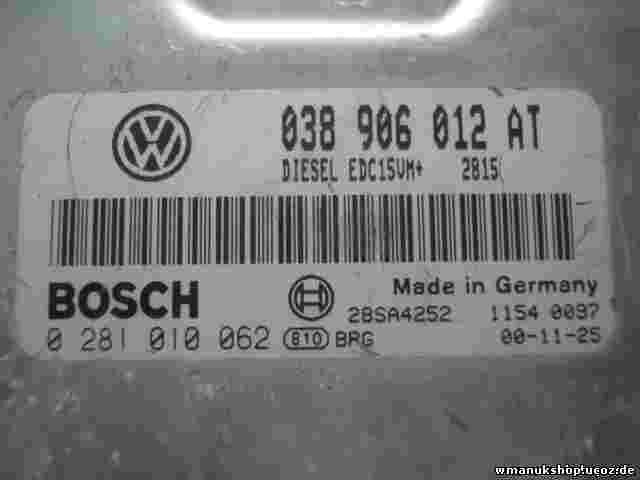 038 906 012 AT
DIESEL EDC15VM+ 2815
BOSCH
Made in Germany
28SA4252 1154 0097
0 281 010 062 810 BRG 00-11-25
wmanukshop.ucoz.de